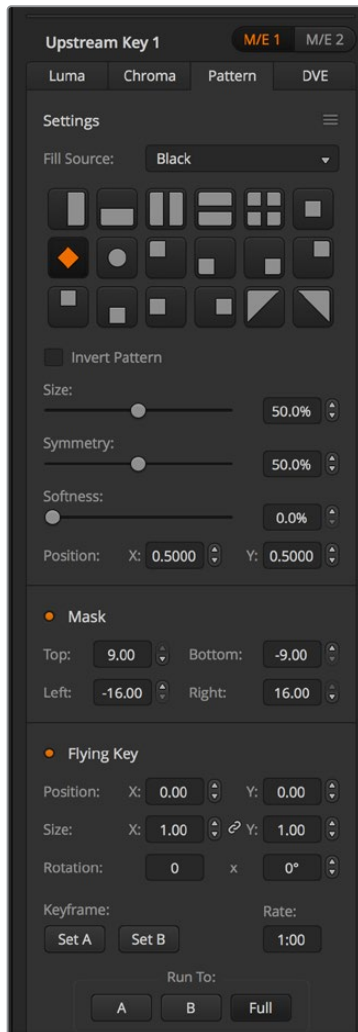 Upstream Key 1 M/E 1 M/E 2
Luma Chroma Pattern DVE
Settings
Fill Source: Black
Invert Pattern
Size:
50.0%
Symmetry:
50.0%
Softness:
0.0%
Position: X: 0.5000 Y: 0.5000
Mask
Top: 9.00 Bottom: -9.00
Left: -16.00 Right: 16.00
Flying Key
Position: X: 0.00 Y: 0.00
Size: X: 1.00 Y: 1.00
Rotation: 0 x 0°
Keyframe: Rate:
Set A Set B 1:00
Run To:
A B Full